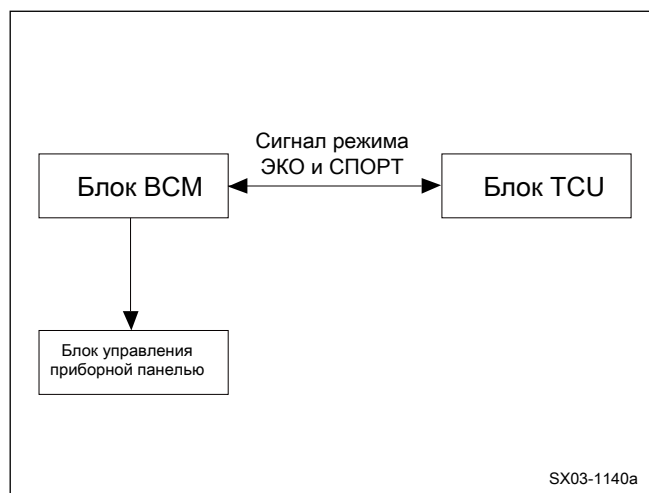 Сигнал режима
ЭКО и СПОРТ
Блок BCM
Блок TCU
Блок управления
приборной панелью
SX03-1140a